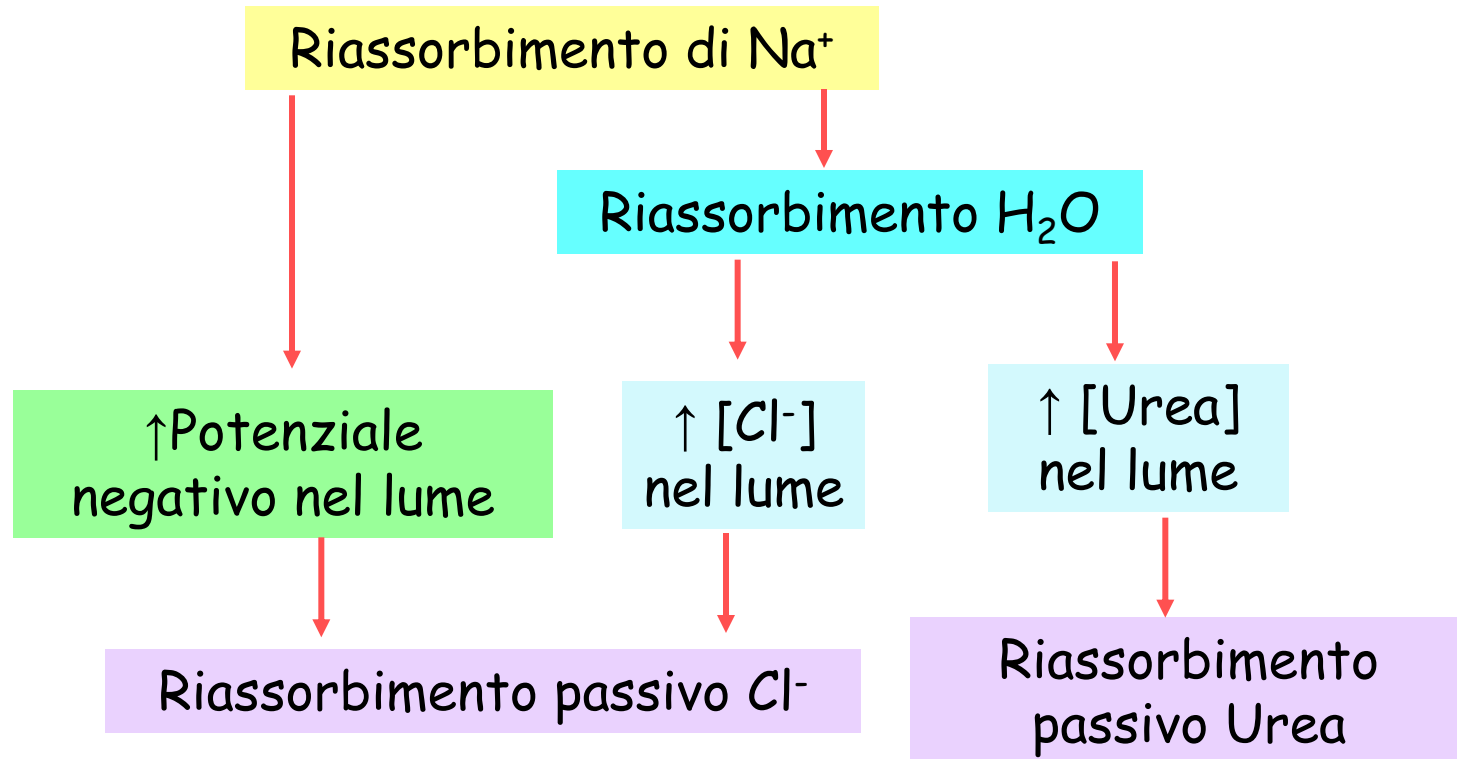 Riassorbimento di Na⁺
Riassorbimento H₂O
↑Potenziale
negativo nel lume
↑ [Cl⁻]
nel lume
↑ [Urea]
nel lume
Riassorbimento passivo Cl⁻
Riassorbimento
passivo Urea